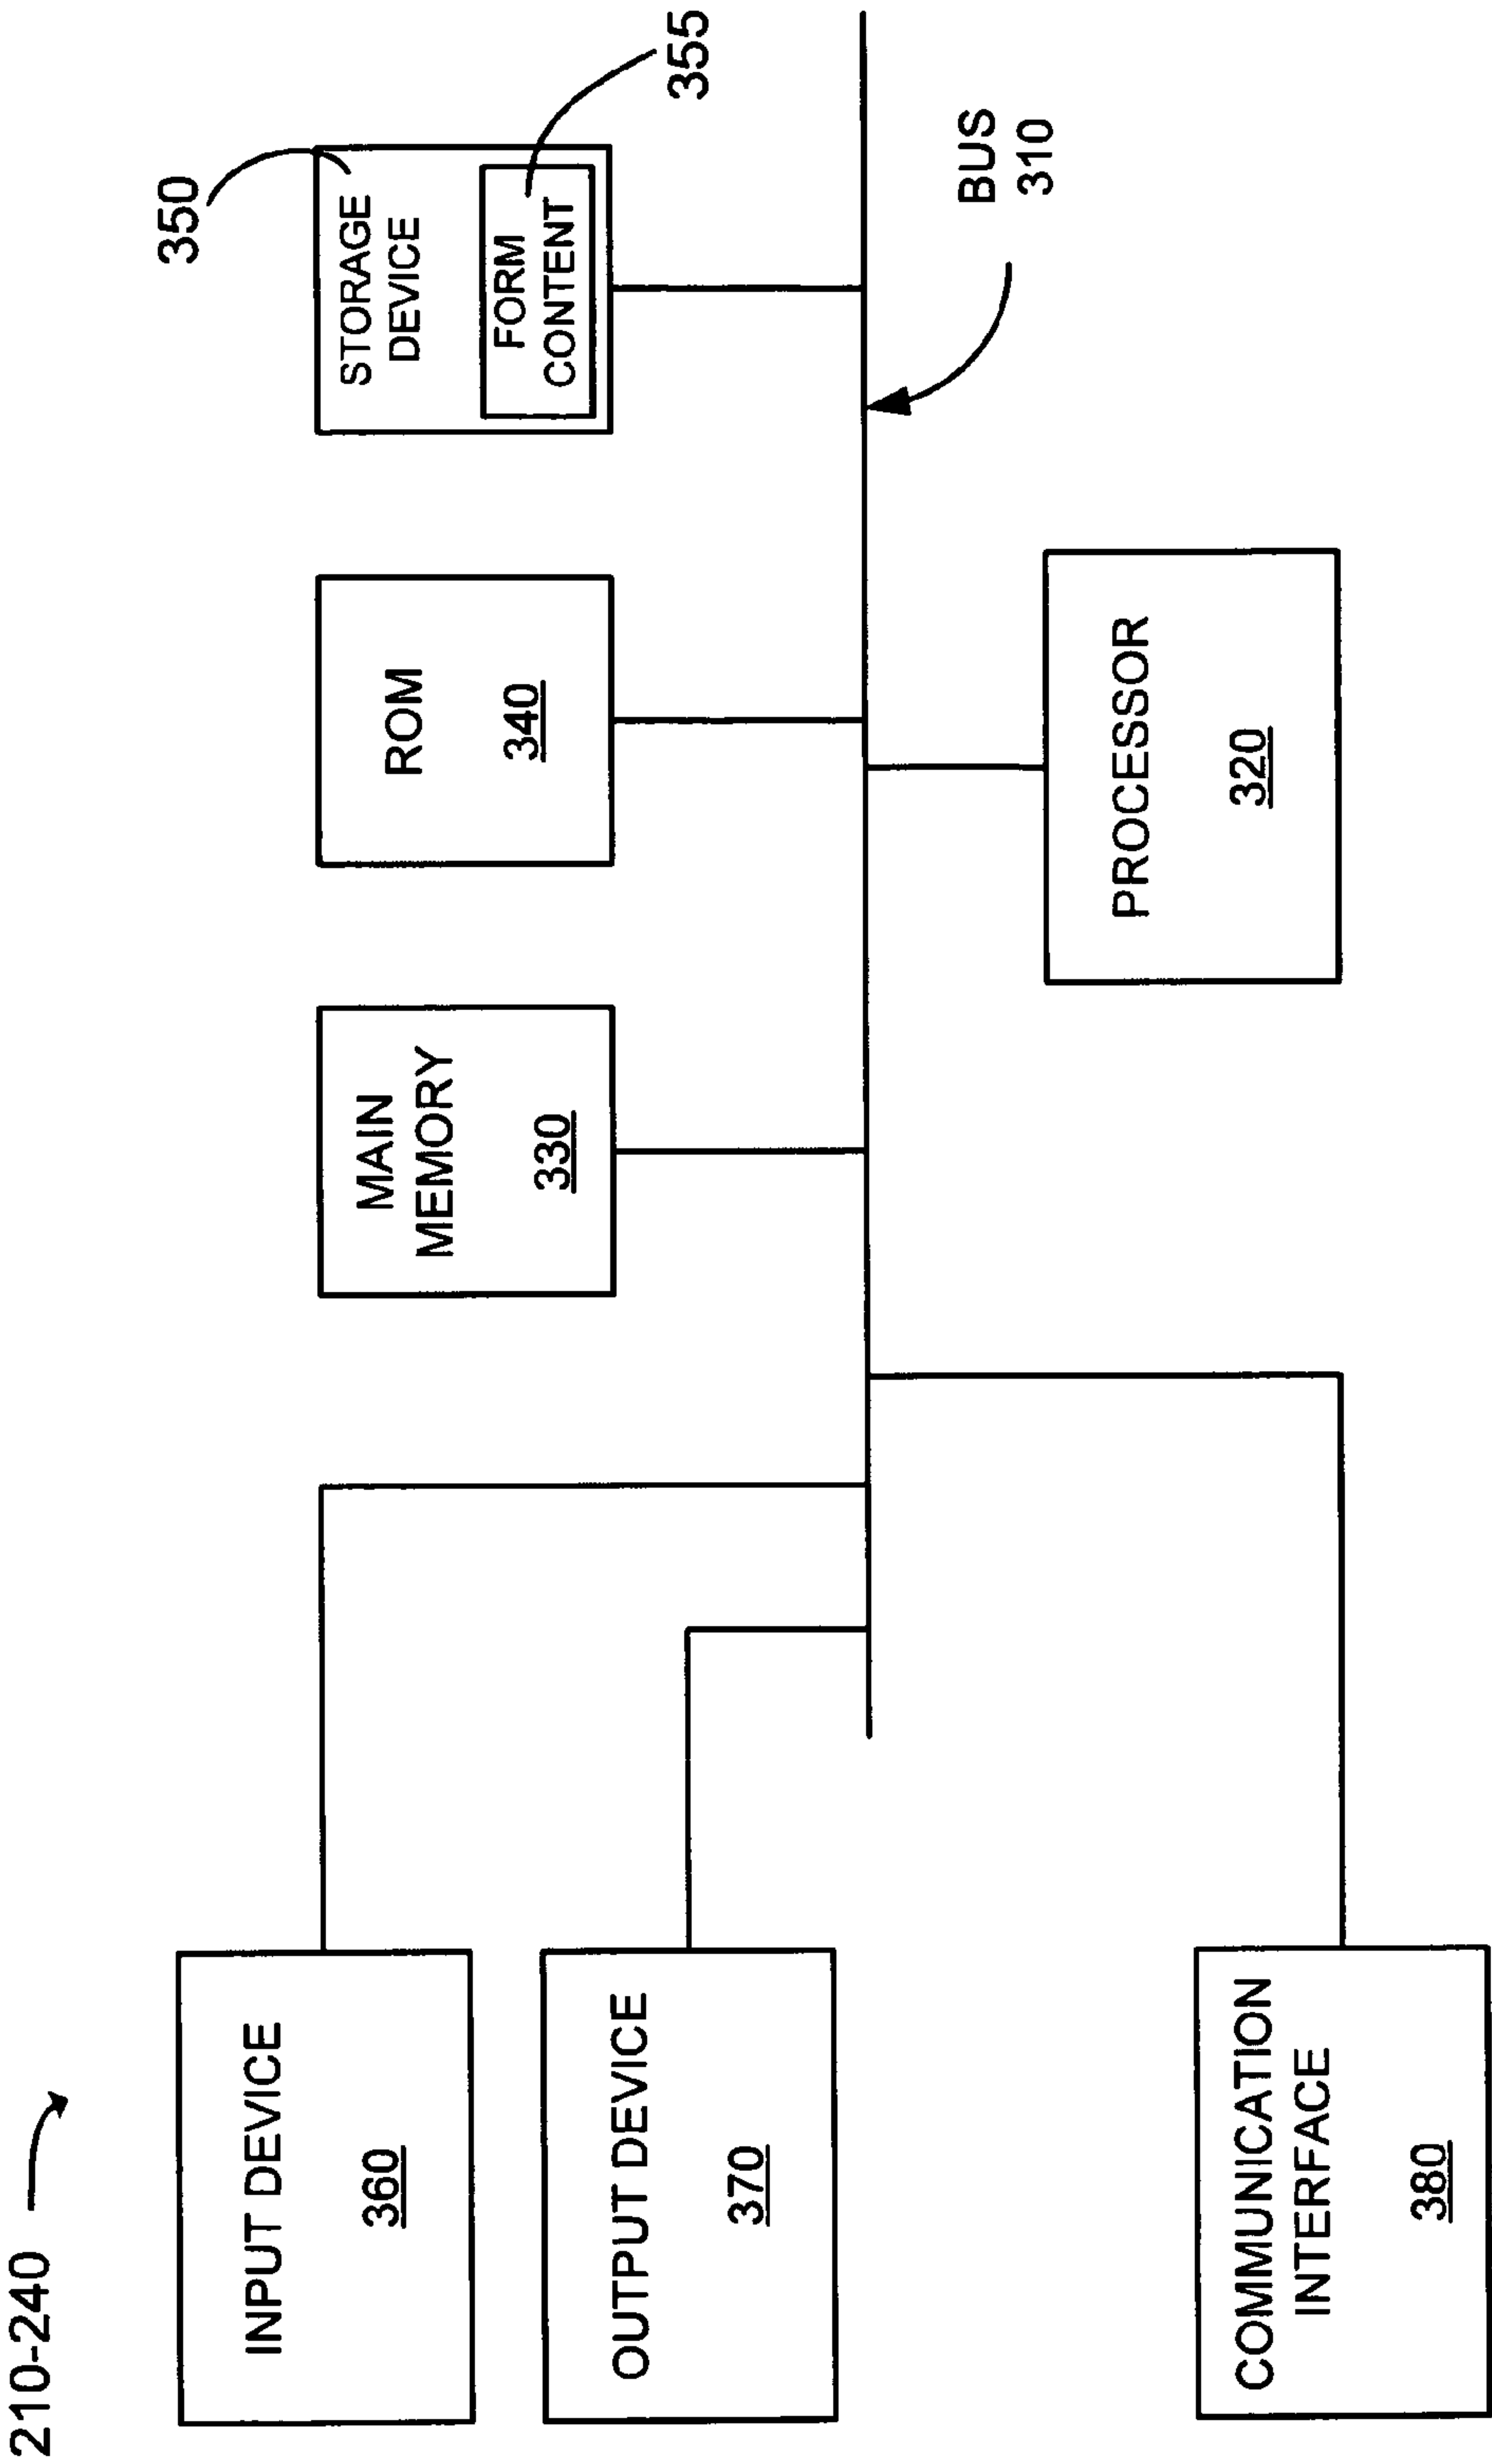 210-240
INPUT DEVICE
360
OUTPUT DEVICE
370
COMMUNICATION
INTERFACE
380
MAIN
MEMORY
330
ROM
340
350
STORAGE
DEVICE
FORM
CONTENT
355
PROCESSOR
320
BUS
310